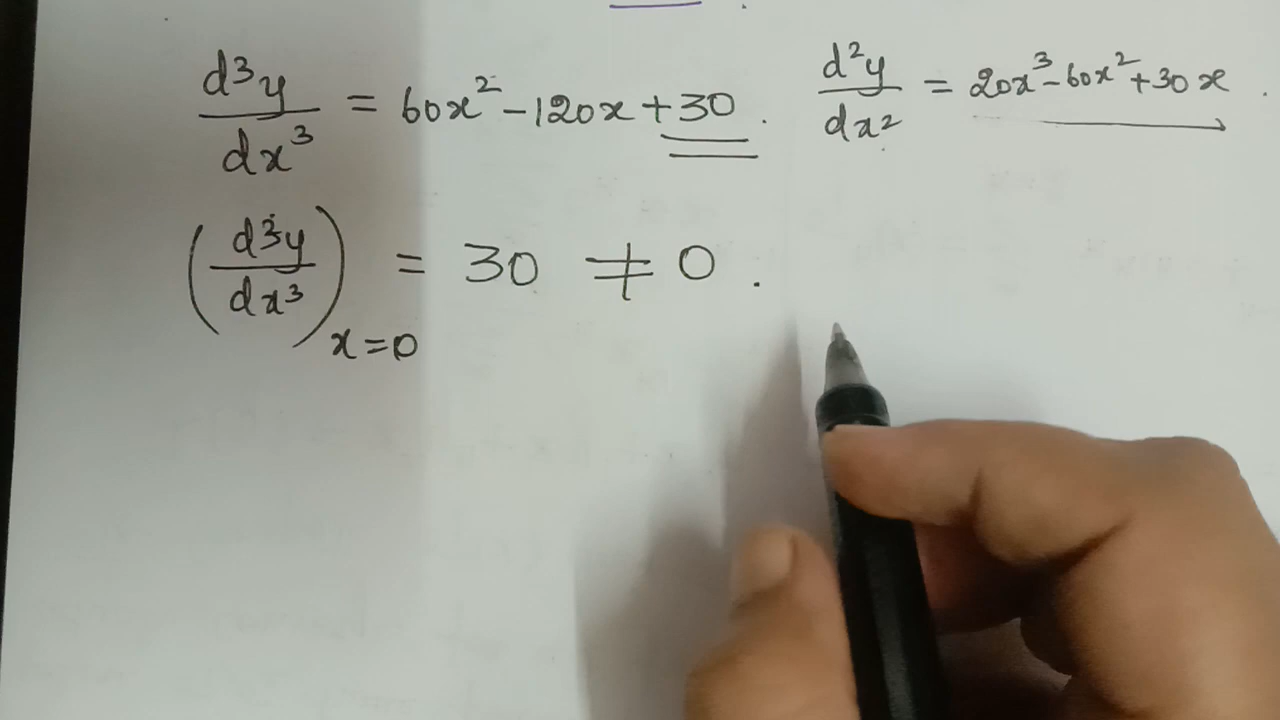 d³y/dx³ = 60x² - 120x + 30 .
d²y/dx² = 20x³ - 60x² + 30x .
(d³y/dx³)x=0 = 30 ≠ 0 .